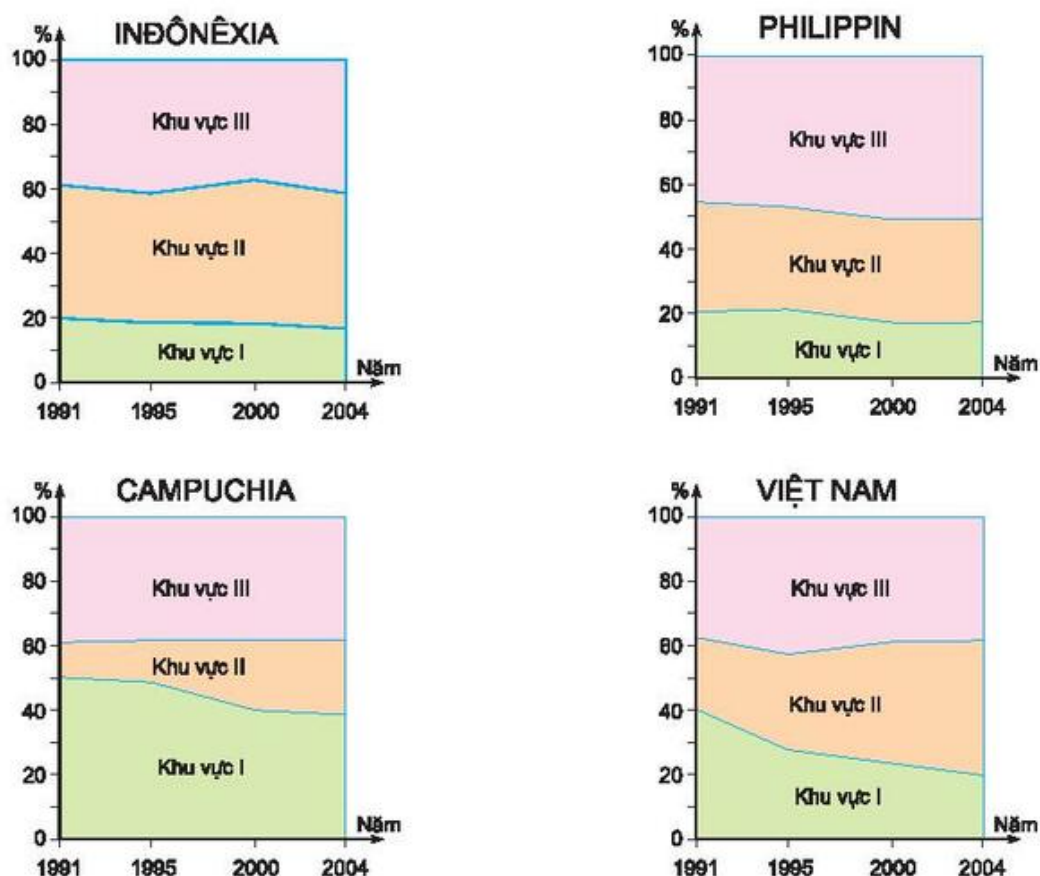 INĐÔNÊXIA
%
100
80
60
40
20
0
Khu vực III
Khu vực II
Khu vực I
Năm
1991 1995 2000 2004
PHILIPPIN
%
100
80
60
40
20
0
Khu vực III
Khu vực II
Khu vực I
Năm
1991 1995 2000 2004
CAMPUCHIA
%
100
80
60
40
20
0
Khu vực III
Khu vực II
Khu vực I
Năm
1991 1995 2000 2004
VIỆT NAM
%
100
80
60
40
20
0
Khu vực III
Khu vực II
Khu vực I
Năm
1991 1995 2000 2004